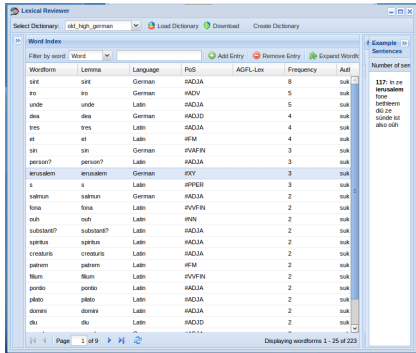 Lexical Reviewer
Select Dictionary: old_high_german Load Dictionary Download Create Dictionary
Word Index
Filter by word: Word Add Entry Remove Entry Expand Wordfo
Wordform Lemma Language PoS AGFL-Lex Frequency Aut
sint sint German #ADJA 8 suk
iro iro German #ADV 5 suk
unde unde Latin #ADJA 5 suk
dea dea German #ADJD 4 suk
tres tres Latin #ADJA 4 suk
et et Latin #FM 4 suk
sin sin German #VAFIN 3 suk
person? person? Latin #ADJA 3 suk
ierusalem ierusalem German #XY 3 suk
s s Latin #PPER 3 suk
salmun salmun German #ADJA 2 suk
fona fona Latin #VVFIN 2 suk
ouh ouh Latin #NN 2 suk
substanti? substanti? Latin #ADJA 2 suk
spiritus spiritus Latin #ADJA 2 suk
creaturis creaturis Latin #ADJA 2 suk
patrem patrem Latin #FM 2 suk
filium filium Latin #VVFIN 2 suk
pontio pontio Latin #ADJA 2 suk
pilato pilato Latin #ADJA 2 suk
domini domini Latin #ADJA 2 suk
diu diu Latin #ADJD 2 suk
Page 1 of 9 Displaying wordforms 1 - 25 of 223
Example
Sentences
Number of sen
117: in ze
ierusalem
fone
bethleem
diû ze
sünde ist
also oûh